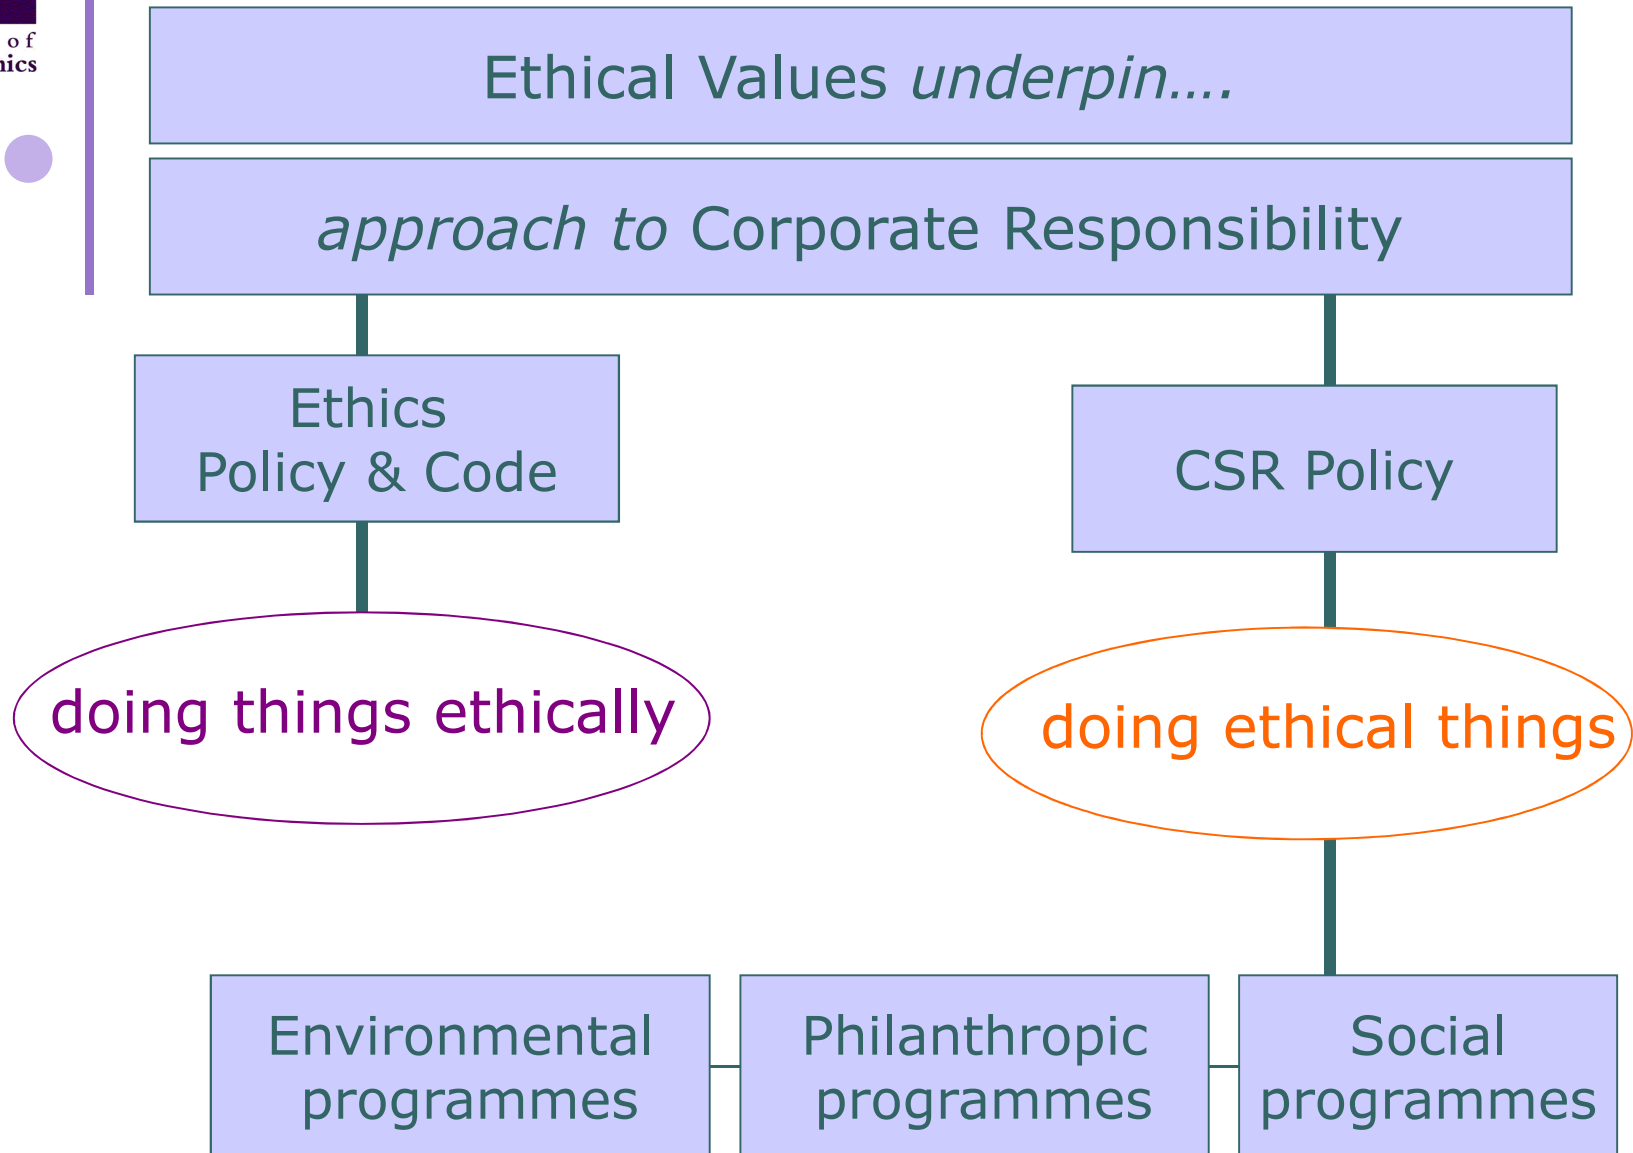 of
Ethical Values underpin….
approach to Corporate Responsibility
Ethics
Policy & Code
CSR Policy
doing things ethically
doing ethical things
Environmental
programmes
Philanthropic
programmes
Social
programmes